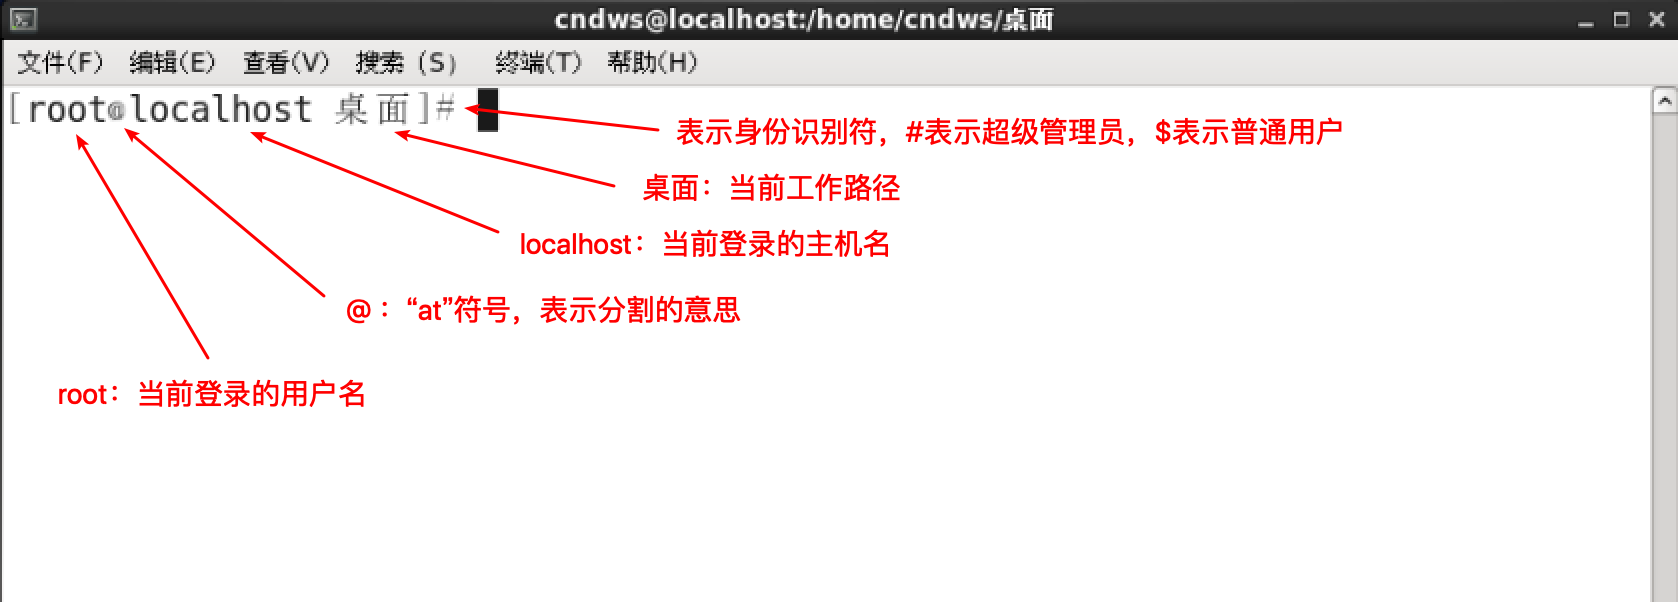 cndws@localhost:/home/cndws/桌面
文件(F) 编辑(E) 查看(V) 搜索 (S) 终端(T) 帮助(H)
[root@localhost 桌面]#
表示身份识别符，#表示超级管理员，$表示普通用户
桌面：当前工作路径
localhost：当前登录的主机名
@：“at”符号，表示分割的意思
root：当前登录的用户名